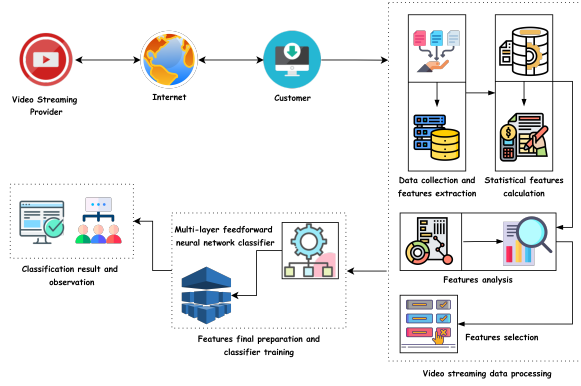 Video Streaming
Provider
Internet
Customer
Data collection and
features extraction
Statistical features
calculation
Multi-layer feedforward
neural network classifier
Classification result and
observation
Features analysis
Features final preparation and
classifier training
Features selection
Video streaming data processing